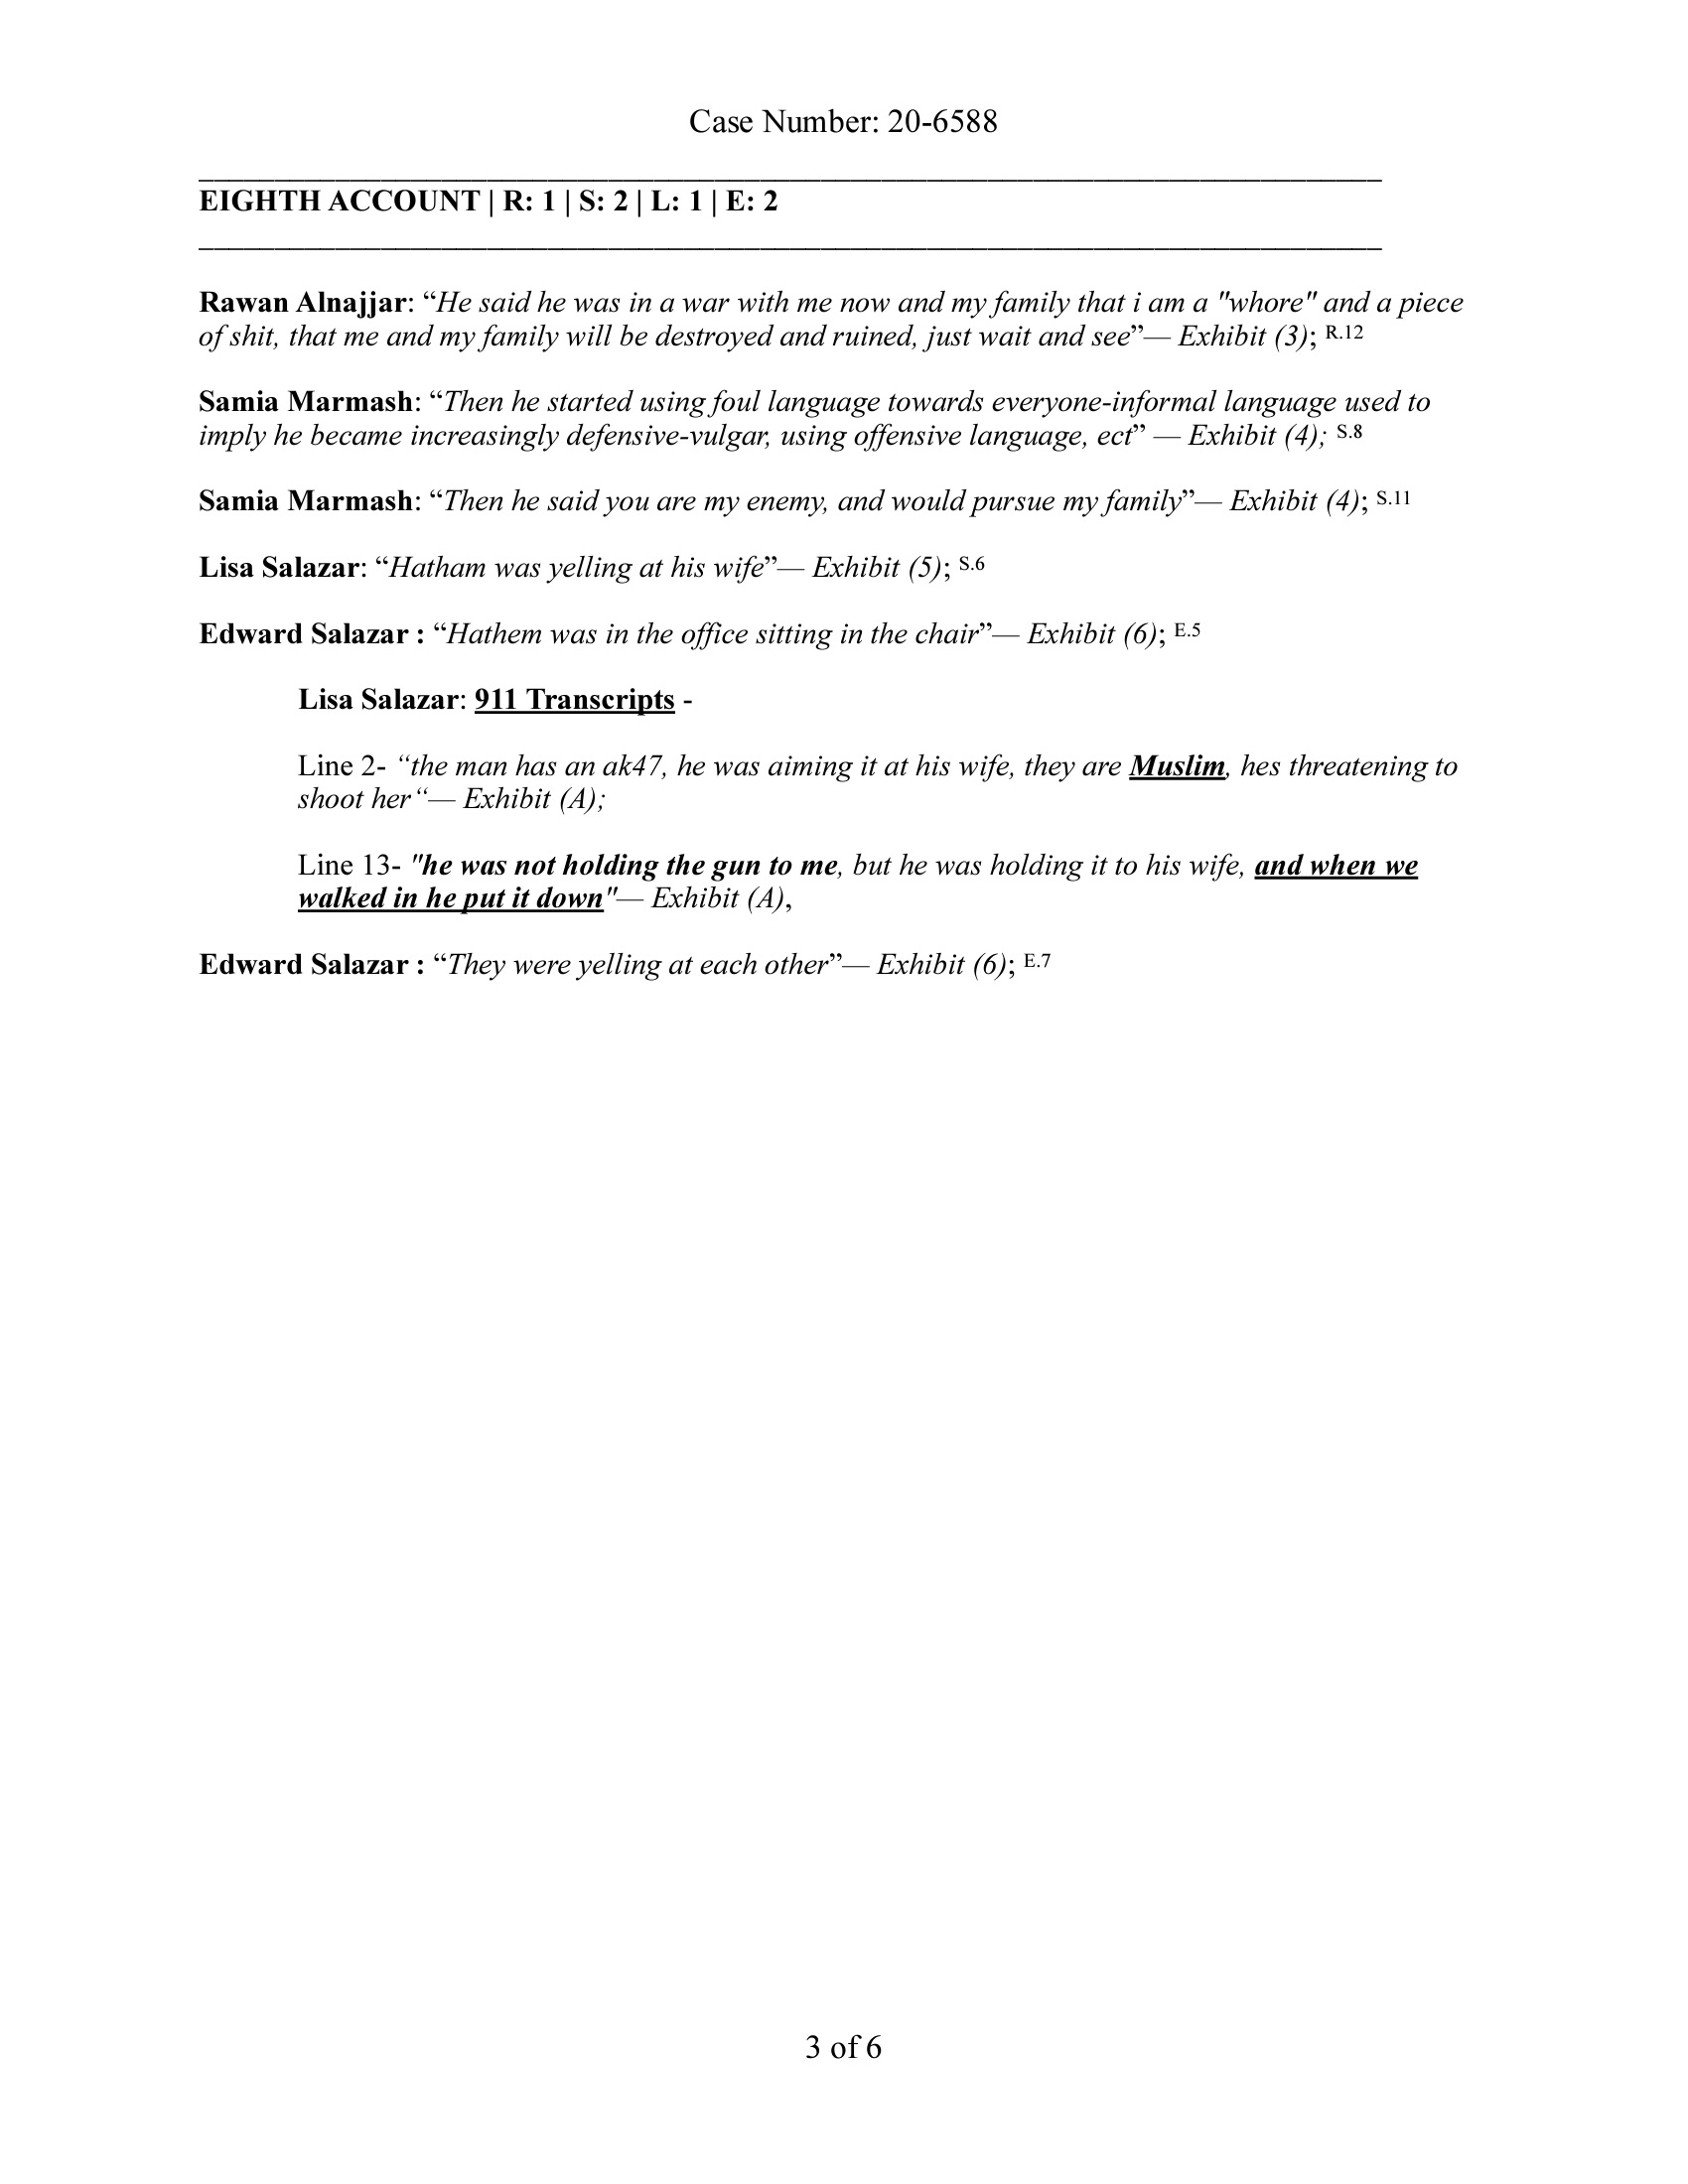 Case Number: 20-6588
EIGHTH ACCOUNT | R: 1 | S: 2 | L: 1 | E: 2
Rawan Alnajjar: “He said he was in a war with me now and my family that i am a "whore" and a piece
of shit, that me and my family will be destroyed and ruined, just wait and see”— Exhibit (3); R.12
Samia Marmash: “Then he started using foul language towards everyone-informal language used to
imply he became increasingly defensive-vulgar, using offensive language, ect” — Exhibit (4); S.8
Samia Marmash: “Then he said you are my enemy, and would pursue my family”— Exhibit (4); S.11
Lisa Salazar: “Hatham was yelling at his wife”— Exhibit (5); S.6
Edward Salazar : “Hathem was in the office sitting in the chair”— Exhibit (6); E.5
Lisa Salazar: 911 Transcripts -
Line 2- “the man has an ak47, he was aiming it at his wife, they are Muslim, hes threatening to
shoot her“— Exhibit (A);
Line 13- "he was not holding the gun to me, but he was holding it to his wife, and when we
walked in he put it down"— Exhibit (A),
Edward Salazar : “They were yelling at each other”— Exhibit (6); E.7
3 of 6